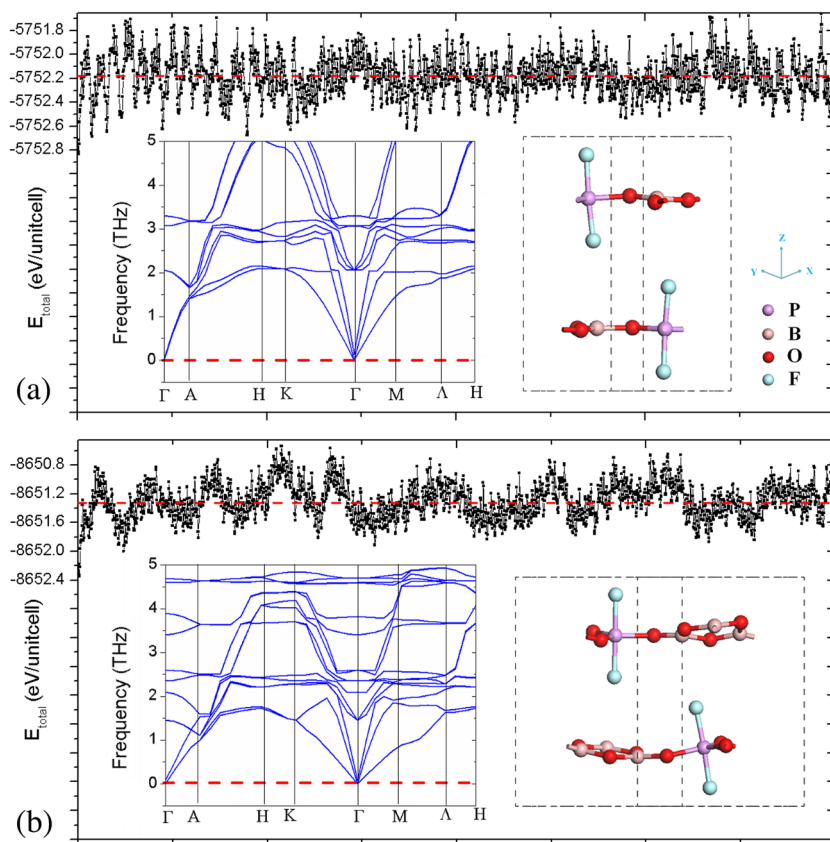 -5751.8
-5752.0
-5752.2
-5752.4
-5752.6
-5752.8
E_total (eV/unitcell)
(a)
5
4
3
2
1
0
Frequency (THz)
Γ A H K Γ M Λ H
Z
Y X
P
B
O
F
-8650.8
-8651.2
-8651.6
-8652.0
-8652.4
E_total (eV/unitcell)
(b)
5
4
3
2
1
0
Frequency (THz)
Γ A H K Γ M Λ H